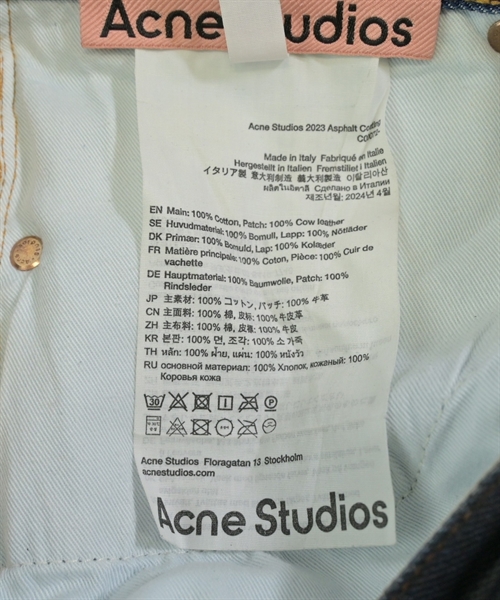 Acne Studios
Acne Studios 2023 Asphalt
Made in Italy Fabriqué en Italie
Hergestellt in Italien Fremstillet i Italien
イタリア製 意大利制造 義大利製造 이탈리아산
ผลิตในอิตาลี Сделано в Италии
제조년월: 2024년 4월
EN Main: 100% Cotton, Patch: 100% Cow leather
SE Huvudmaterial: 100% Bomull, Lapp: 100% Nötläder
DK Primær: 100% Bomuld, Lap: 100% Kolæder
FR Matière principale: 100% Coton, Pièce: 100% Cuir de
vachette
DE Hauptmaterial: 100% Baumwolle, Patch: 100%
Rindsleder
JP 主素材: 100% コットン, パッチ: 100% 牛革
CN 主面料: 100% 棉, 皮标: 100% 牛皮革
ZH 主布料: 100% 棉, 皮標: 100% 牛皮
KR 본판: 100% 면, 조각: 100% 소 가죽
TH หลัก: 100% ฝ้าย, แผ่น: 100% หนังวัว
RU основной материал: 100% Хлопок, кожаный: 100%
Коровья кожа
30
Acne Studios Floragatan 13 Stockholm
acnestudios.com
Acne Studios